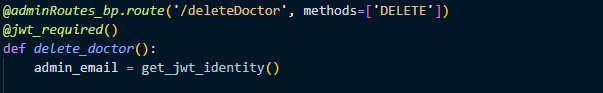 @adminRoutes_bp.route('/deleteDoctor', methods=['DELETE'])
@jwt_required()
def delete_doctor():
    admin_email = get_jwt_identity()